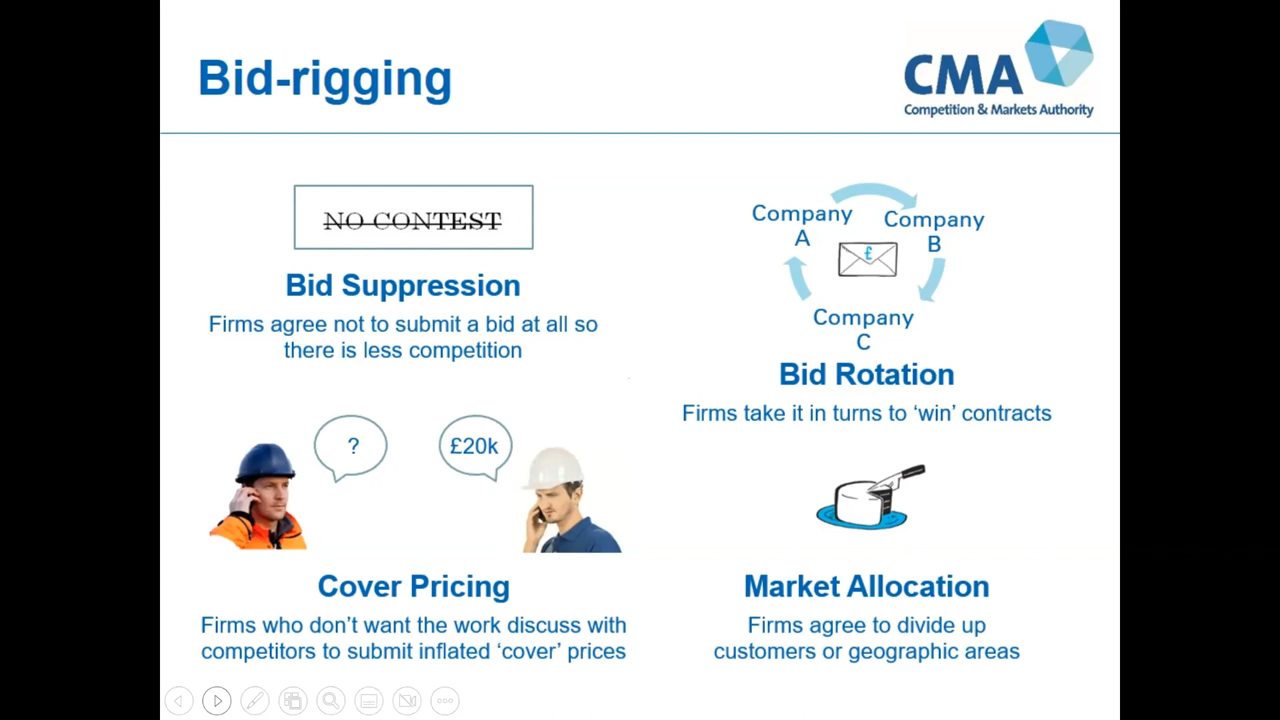 Bid-rigging
CMA
Competition & Markets Authority
NO CONTEST
Bid Suppression
Firms agree not to submit a bid at all so
there is less competition
Company
A
Company
B
£
Company
C
Bid Rotation
Firms take it in turns to ‘win’ contracts
?
£20k
Cover Pricing
Firms who don’t want the work discuss with
competitors to submit inflated ‘cover’ prices
Market Allocation
Firms agree to divide up
customers or geographic areas